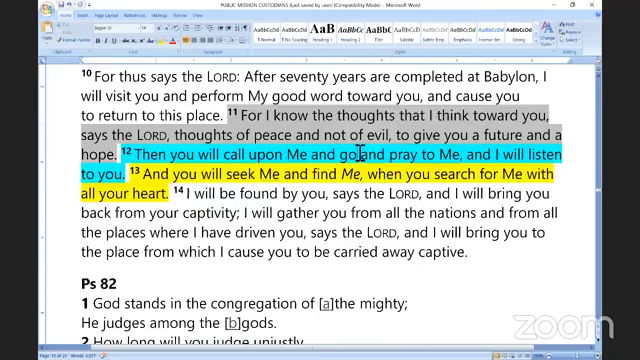 PUBLIC MISSION CUSTODIANS (Last saved by user) [Compatibility Mode] - Microsoft Word
Home Insert Page Layout References Mailings Review View
10 For thus says the LORD: After seventy years are completed at Babylon, I
will visit you and perform My good word toward you, and cause you
to return to this place. 11 For I know the thoughts that I think toward you,
says the LORD, thoughts of peace and not of evil, to give you a future and a
hope. 12 Then you will call upon Me and go and pray to Me, and I will listen
to you. 13 And you will seek Me and find Me, when you search for Me with
all your heart. 14 I will be found by you, says the LORD, and I will bring you
back from your captivity; I will gather you from all the nations and from all
the places where I have driven you, says the LORD, and I will bring you to
the place from which I cause you to be carried away captive.
Ps 82
1 God stands in the congregation of [a]the mighty;
He judges among the [b]gods.
2 How long will you judge unjustly
zoom